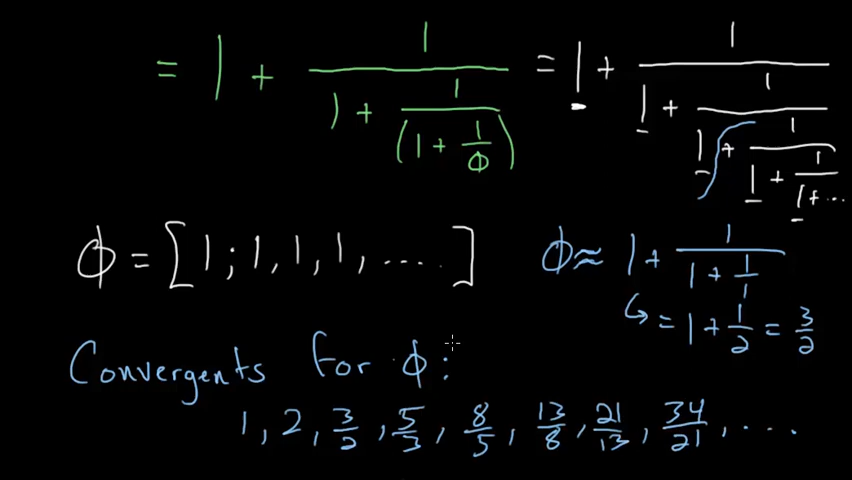 = 1 + 1/(1 + 1/(1 + 1/φ)) = 1 + 1/(1 + 1/(1 + 1/(1 + 1/(1 + ...))))
φ = [1; 1, 1, 1, ....]
φ ≈ 1 + 1/(1 + 1/1)
↳ = 1 + 1/2 = 3/2
Convergents for φ:
1, 2, 3/2, 5/3, 8/5, 13/8, 21/13, 34/21, ....